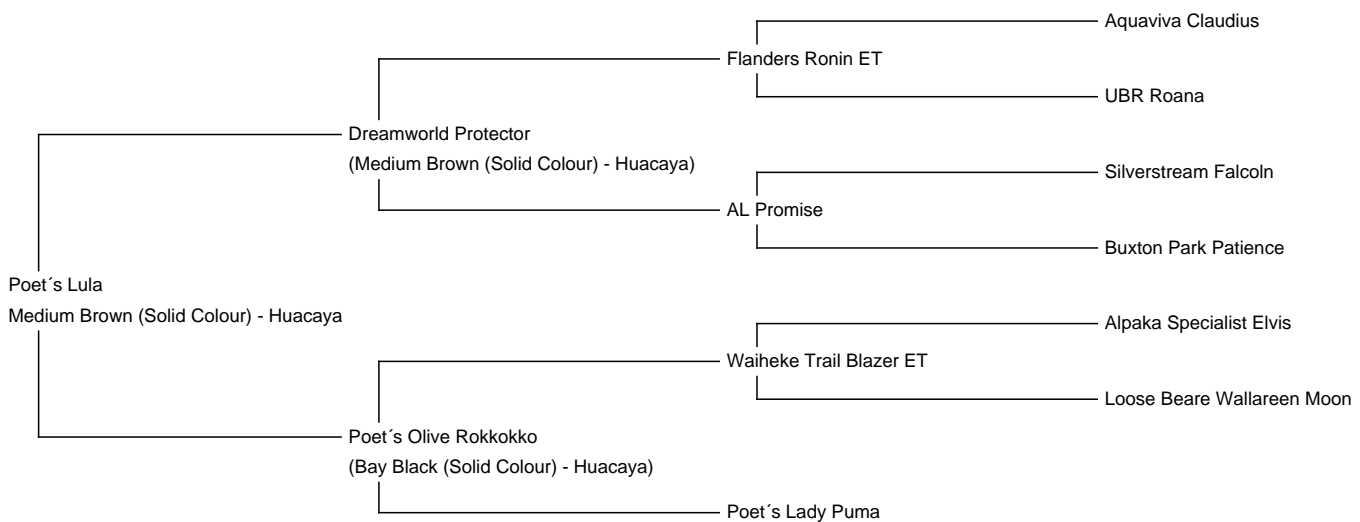 Aquaviva Claudius
Flanders Ronin ET
UBR Roana
Dreamworld Protector
(Medium Brown (Solid Colour) - Huacaya)
Silverstream Falcoln
AL Promise
Buxton Park Patience
Poet´s Lula
Medium Brown (Solid Colour) - Huacaya
Alpaka Specialist Elvis
Waiheke Trail Blazer ET
Loose Beare Wallareen Moon
Poet´s Olive Rokkokko
(Bay Black (Solid Colour) - Huacaya)
Poet´s Lady Puma